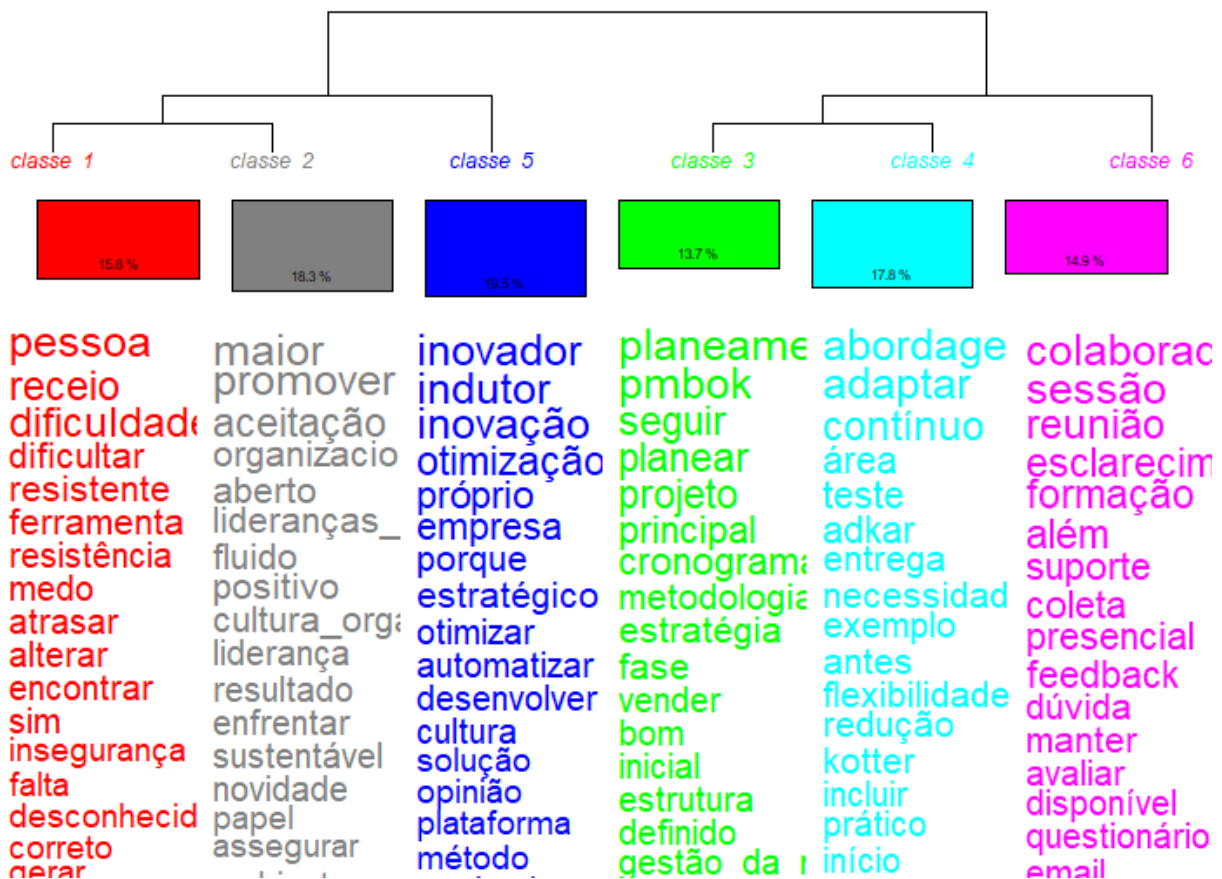 classe 1
classe 2
classe 5
classe 3
classe 4
classe 6
15.8 %
18.3 %
19.5 %
13.7 %
17.8 %
14.9 %
pessoa
receio
dificuldade
dificultar
resistente
ferramenta
resistência
medo
atrasar
alterar
encontrar
sim
insegurança
falta
desconhecid
correto
gerar
maior
promover
aceitação
organizacio
aberto
lideranças_
fluido
positivo
cultura_orga
liderança
resultado
enfrentar
sustentável
novidade
papel
assegurar
inovador
indutor
inovação
otimização
próprio
empresa
porque
estratégico
otimizar
automatizar
desenvolver
cultura
solução
opinião
plataforma
método
planeame
pmbok
seguir
planear
projeto
principal
cronograma
metodologia
estratégia
fase
vender
bom
inicial
estrutura
definido
gestão_da_
abordage
adaptar
contínuo
área
teste
adkar
entrega
necessidad
exemplo
antes
flexibilidade
redução
kotter
incluir
prático
início
colaborad
sessão
reunião
esclarecim
formação
além
suporte
coleta
presencial
feedback
dúvida
manter
avaliar
disponível
questionário
email